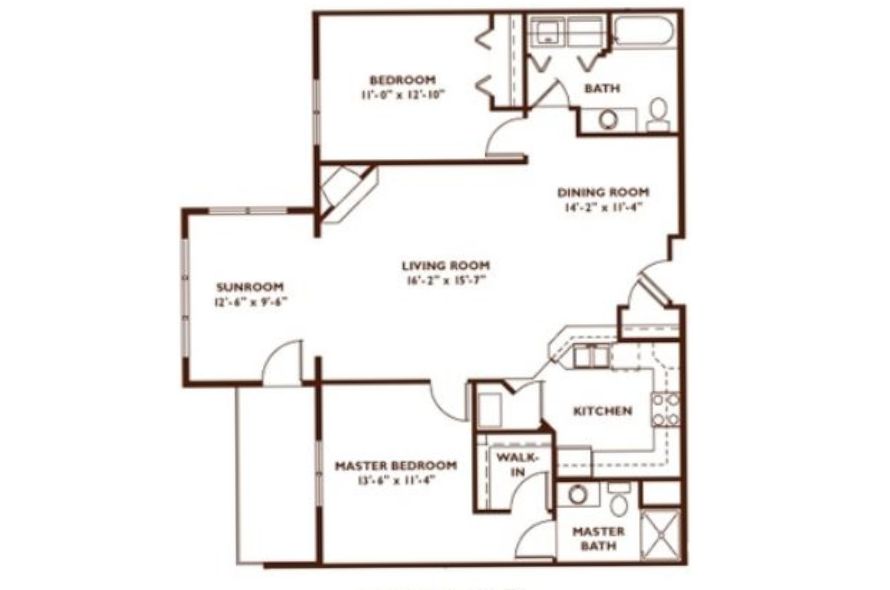 BEDROOM
11'-0" x 12'-10"
BATH
DINING ROOM
14'-2" x 11'-4"
LIVING ROOM
16'-2" x 15'-7"
SUNROOM
12'-6" x 9'-6"
KITCHEN
MASTER BEDROOM
13'-6" x 11'-4"
WALK-
IN
MASTER
BATH